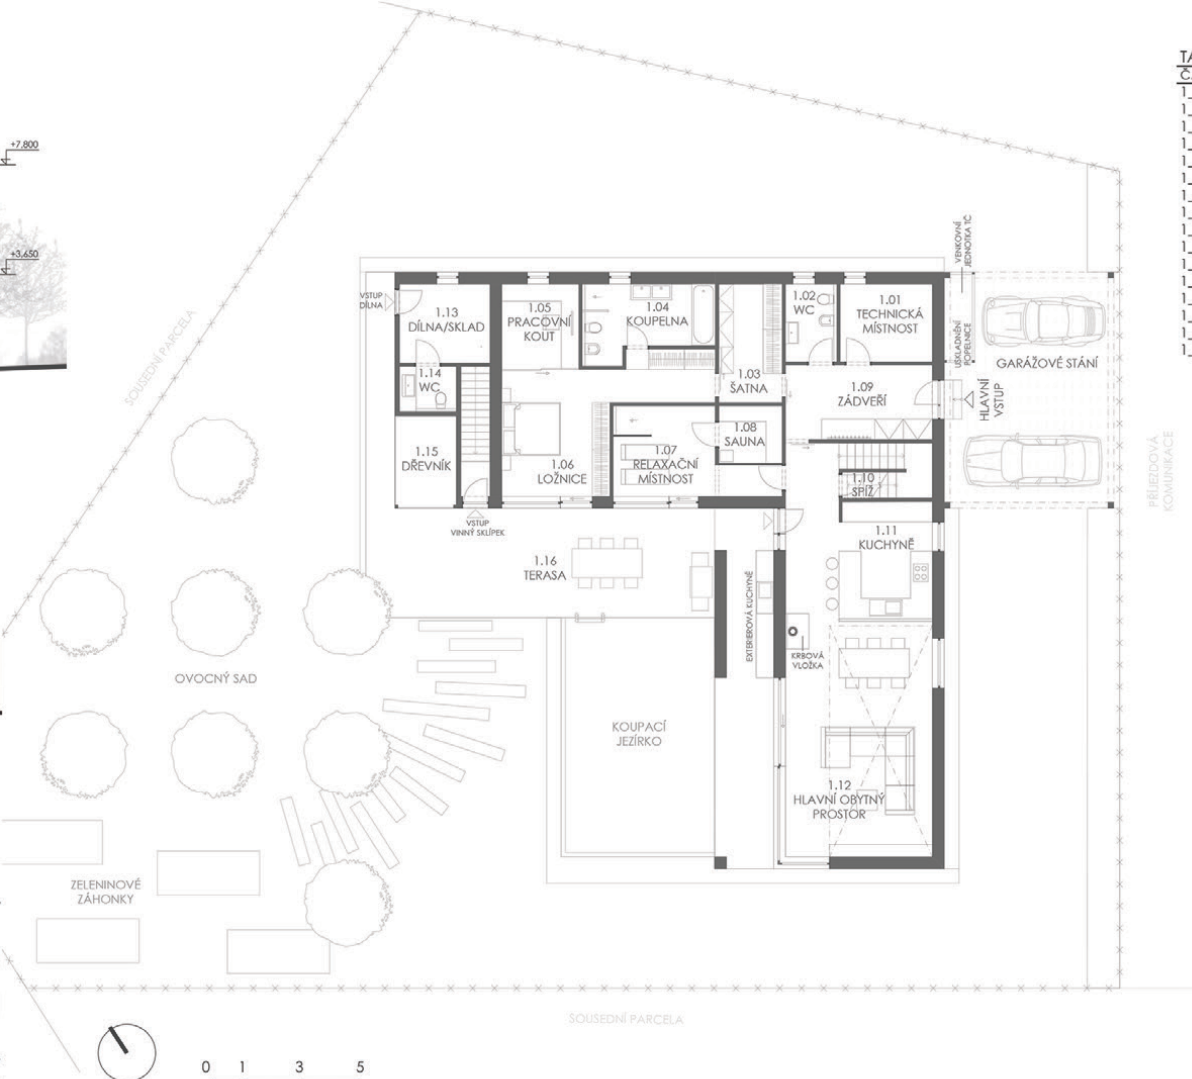 +7,800
+3,650
TA
SOUSEDNÍ PARCELA
VENKOVNÍ
JEDNOTKA TČ
VSTUP
DÍLNA
1.13
DÍLNA/SKLAD
1.05
PRACOVNÍ
KOUT
1.04
KOUPELNA
1.02
WC
1.01
TECHNICKÁ
MÍSTNOST
USKLADNĚNÍ
POPELNICE
GARÁŽOVÉ STÁNÍ
1.14
WC
1.03
ŠATNA
1.09
ZÁDVEŘÍ
HLAVNÍ
VSTUP
1.15
DŘEVNÍK
1.06
LOŽNICE
1.07
RELAXAČNÍ
MÍSTNOST
1.08
SAUNA
1.10
SPÍŽ
PŘÍJEZDOVÁ
KOMUNIKACE
VSTUP
VINNÝ SKLÍPEK
1.11
KUCHYNĚ
1.16
TERASA
EXTERIEROVÁ KUCHYNĚ
KRBOVÁ
VLOŽKA
OVOCNÝ SAD
KOUPACÍ
JEZÍRKO
1.12
HLAVNÍ OBYTNÝ
PROSTOR
ZELENINOVÉ
ZÁHONKY
SOUSEDNÍ PARCELA
0 1 3 5